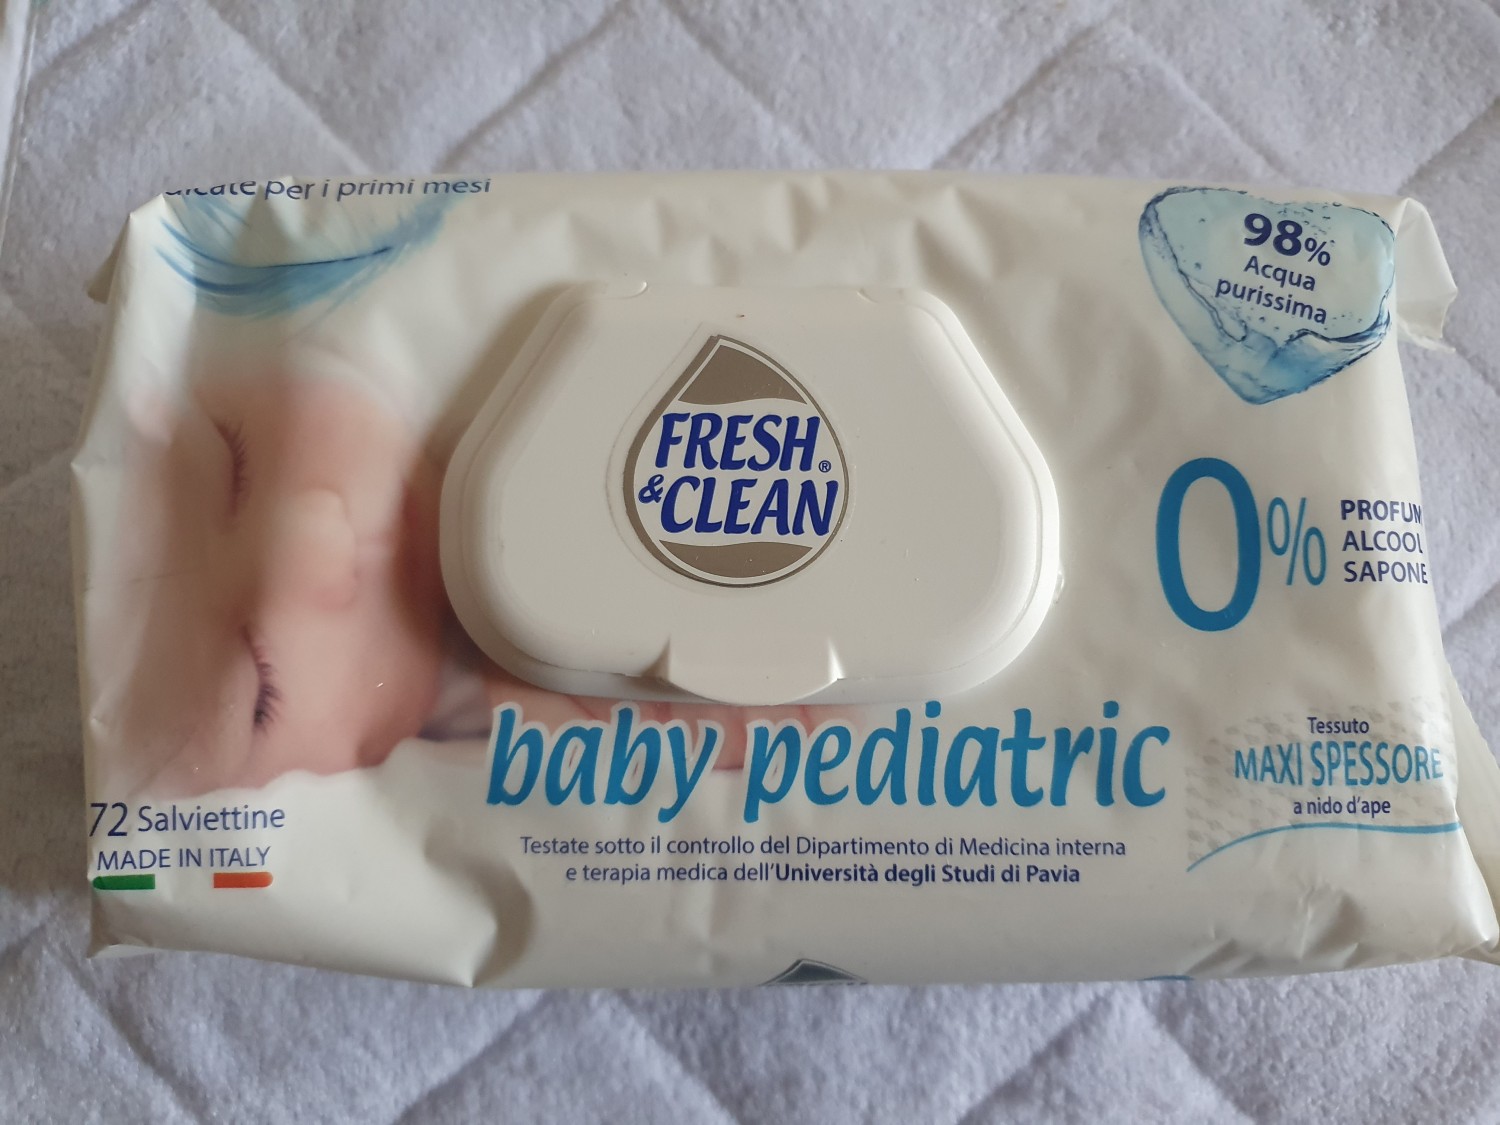 per i primi mesi
98%
Acqua
purissima
FRESH®
&CLEAN
0%
ALCOOL
SAPONE
baby pediatric
Tessuto
MAXI SPESSORE
a nido d'ape
72 Salviettine
MADE IN ITALY
Testate sotto il controllo del Dipartimento di Medicina interna
e terapia medica dell'Università degli Studi di Pavia